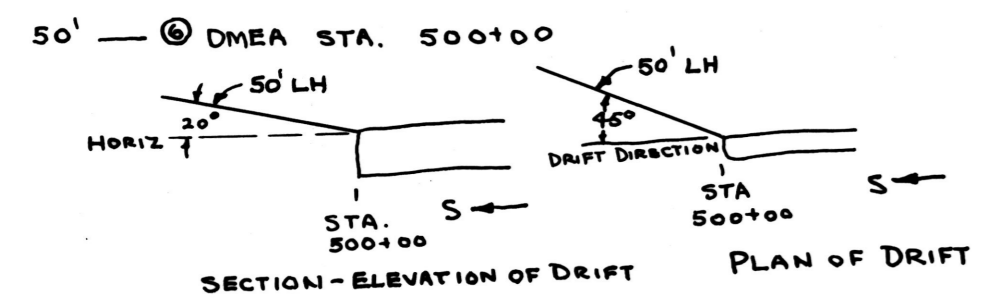 50' — ⑥ DMEA STA. 500+00
50' LH
20°
HORIZ
STA.
500+00
S
SECTION - ELEVATION OF DRIFT
50' LH
45°
DRIFT DIRECTION
STA
500+00
S
PLAN OF DRIFT